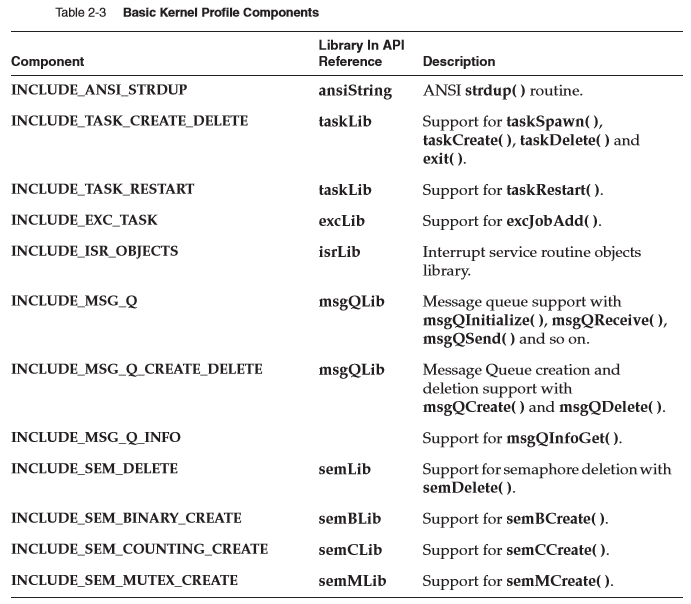 Table 2-3 Basic Kernel Profile Components
Library In API
Component Reference Description
INCLUDE_ANSI_STRDUP ansiString ANSI strdup( ) routine.
INCLUDE_TASK_CREATE_DELETE taskLib Support for taskSpawn( ),
taskCreate( ), taskDelete( ) and
exit( ).
INCLUDE_TASK_RESTART taskLib Support for taskRestart( ).
INCLUDE_EXC_TASK excLib Support for excJobAdd( ).
INCLUDE_ISR_OBJECTS isrLib Interrupt service routine objects
library.
INCLUDE_MSG_Q msgQLib Message queue support with
msgQInitialize( ), msgQReceive( ),
msgQSend( ) and so on.
INCLUDE_MSG_Q_CREATE_DELETE msgQLib Message Queue creation and
deletion support with
msgQCreate( ) and msgQDelete( ).
INCLUDE_MSG_Q_INFO Support for msgQInfoGet( ).
INCLUDE_SEM_DELETE semLib Support for semaphore deletion with
semDelete( ).
INCLUDE_SEM_BINARY_CREATE semBLib Support for semBCreate( ).
INCLUDE_SEM_COUNTING_CREATE semCLib Support for semCCreate( ).
INCLUDE_SEM_MUTEX_CREATE semMLib Support for semMCreate( ).